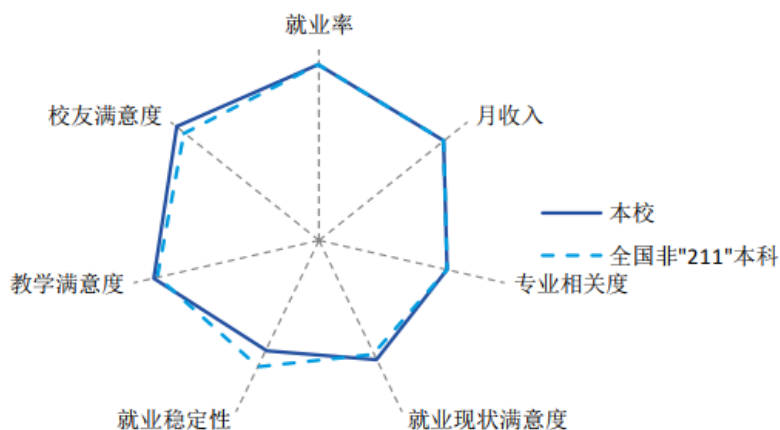 就业率
校友满意度
月收入
本校
全国非"211"本科
教学满意度
专业相关度
就业稳定性
就业现状满意度